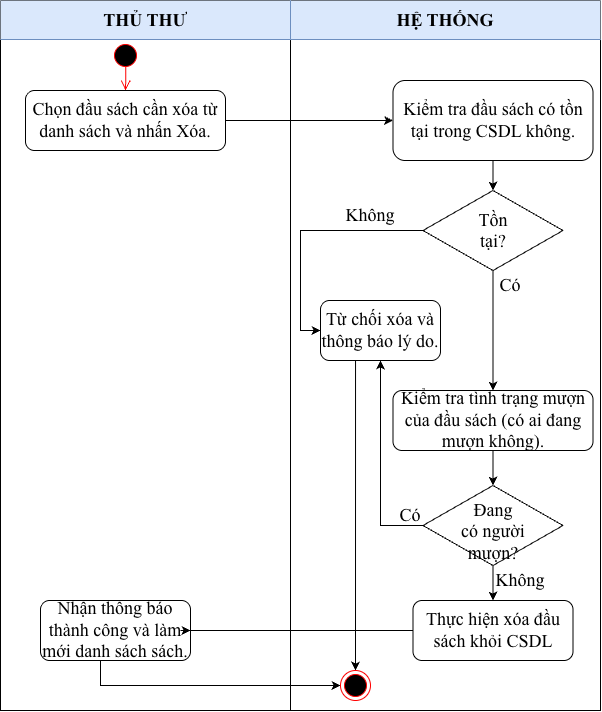 THỦ THƯ
HỆ THỐNG
Chọn đầu sách cần xóa từ
danh sách và nhấn Xóa.
Kiểm tra đầu sách có tồn
tại trong CSDL không.
Không
Tồn
tại?
Có
Từ chối xóa và
thông báo lý do.
Kiểm tra tình trạng mượn
của đầu sách (có ai đang
mượn không).
Có
Đang
có người
mượn?
Không
Nhận thông báo
thành công và làm
mới danh sách sách.
Thực hiện xóa đầu
sách khỏi CSDL